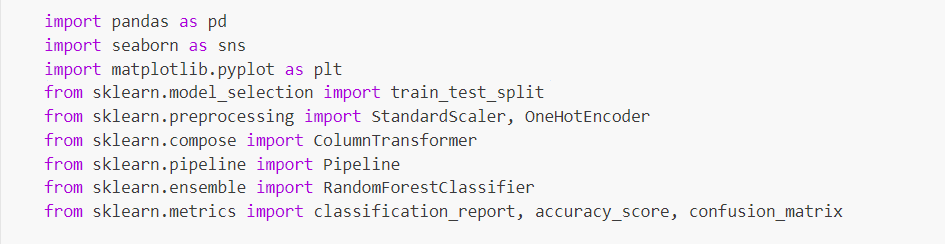 import pandas as pd
import seaborn as sns
import matplotlib.pyplot as plt
from sklearn.model_selection import train_test_split
from sklearn.preprocessing import StandardScaler, OneHotEncoder
from sklearn.compose import ColumnTransformer
from sklearn.pipeline import Pipeline
from sklearn.ensemble import RandomForestClassifier
from sklearn.metrics import classification_report, accuracy_score, confusion_matrix